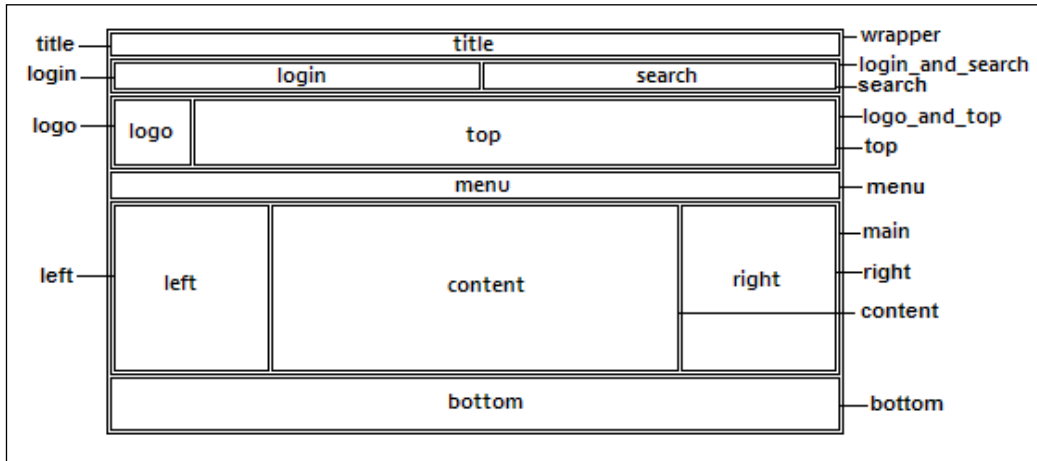 title title wrapper
login login search login_and_search
search
logo logo top logo_and_top
top
menu menu
main
left left content right right
content
bottom bottom